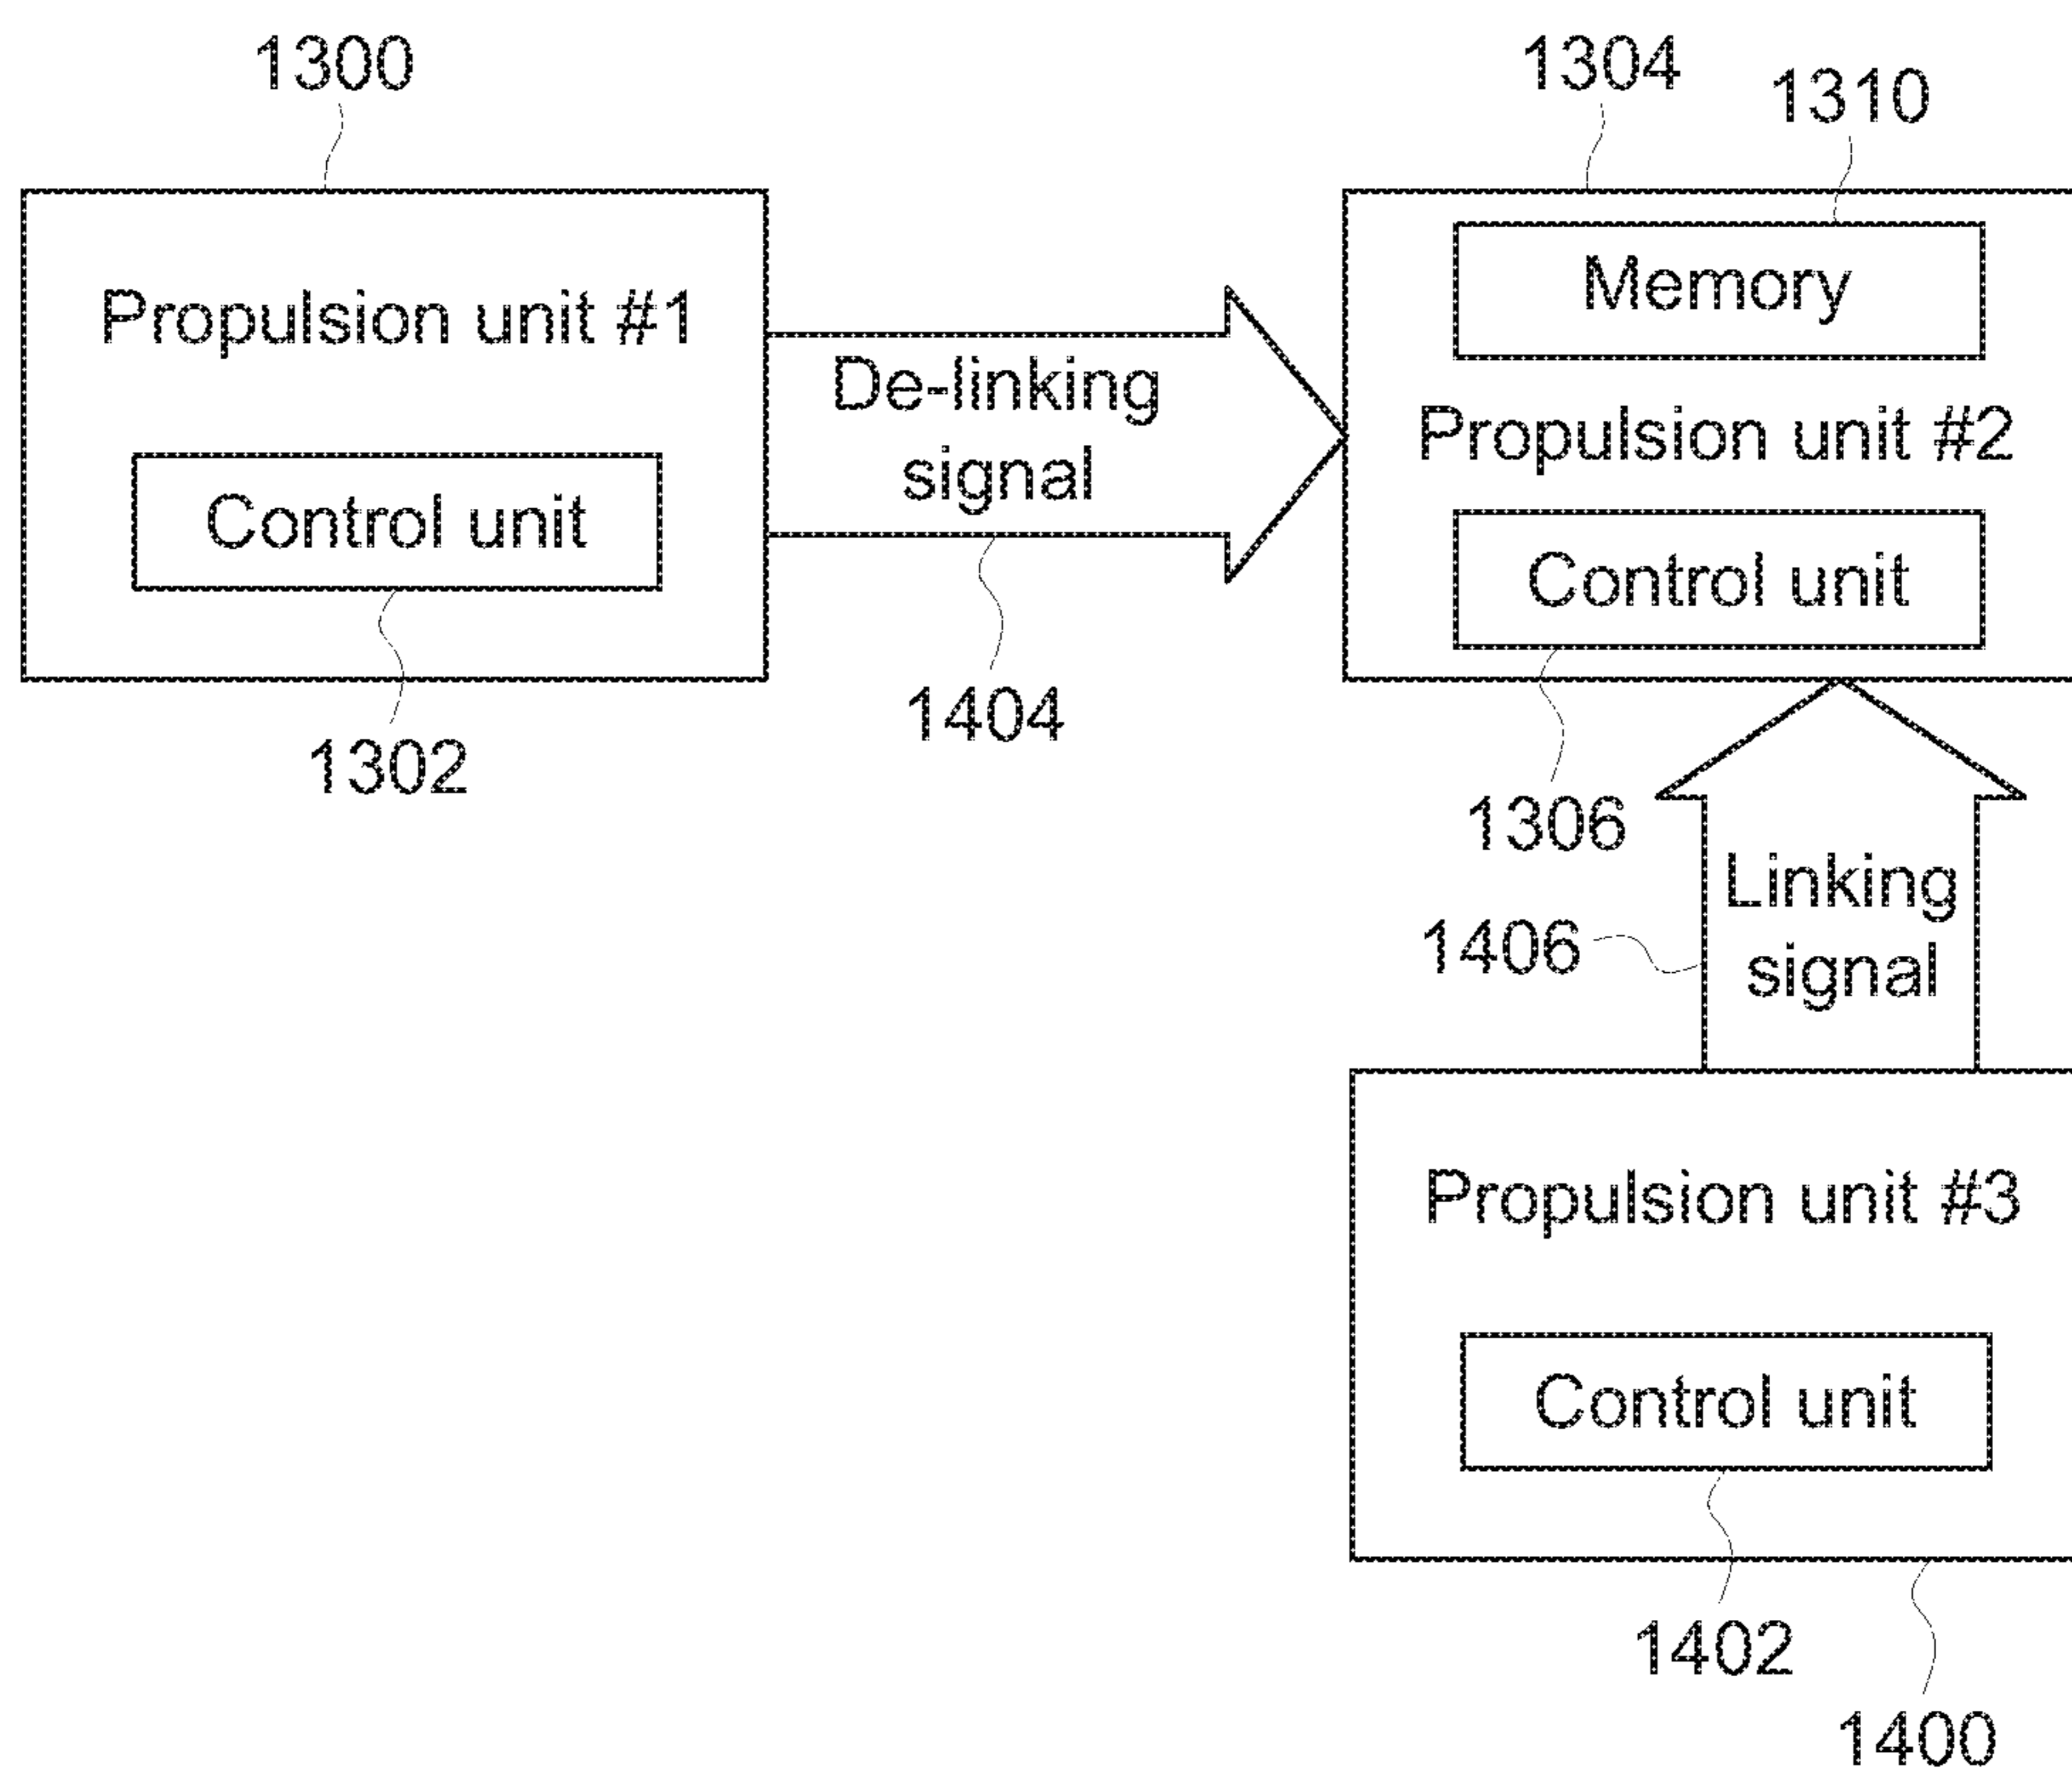 1300
1304
1310
Propulsion unit #1
Control unit
1302
De-linking
signal
1404
Memory
Propulsion unit #2
Control unit
1306
Linking
signal
1406
Propulsion unit #3
Control unit
1402
1400